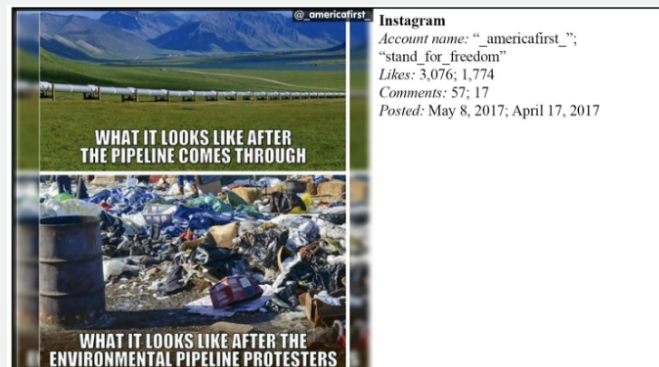 @_americafirst_
WHAT IT LOOKS LIKE AFTER
THE PIPELINE COMES THROUGH
WHAT IT LOOKS LIKE AFTER THE
ENVIRONMENTAL PIPELINE PROTESTERS
Instagram
Account name: “_americafirst_”;
“stand_for_freedom”
Likes: 3,076; 1,774
Comments: 57; 17
Posted: May 8, 2017; April 17, 2017